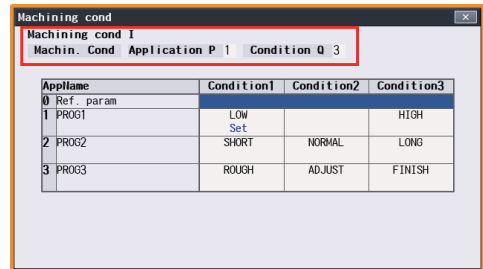 Machining cond
Machining cond I
Machin. Cond Application P 1 Condition Q 3
AppName Condition1 Condition2 Condition3
0 Ref. param
1 PROG1 LOW HIGH
Set
2 PROG2 SHORT NORMAL LONG
3 PROG3 ROUGH ADJUST FINISH